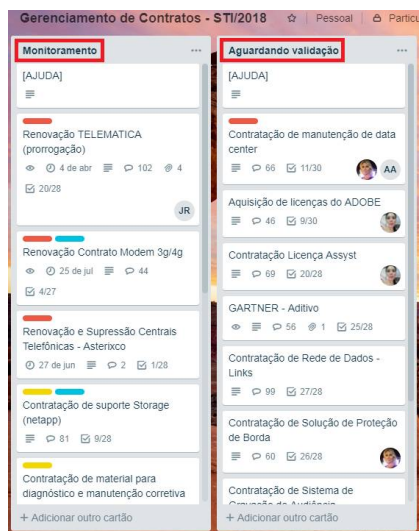 Gerenciamento de Contratos - STI/2018 Pessoal
Monitoramento
[AJUDA]
Renovação TELEMATICA
(prorrogação)
4 de abr 102 4
20/28
JR
Renovação Contrato Modem 3g/4g
25 de jul 44
4/27
Renovação e Supressão Centrais
Telefônicas - Asterixco
27 de jun 2 1/28
Contratação de suporte Storage
(netapp)
81 9/28
Contratação de material para
diagnóstico e manutenção corretiva
+ Adicionar outro cartão
Aguardando validação
[AJUDA]
Contratação de manutenção de data
center
66 11/30
AA
Aquisição de licenças do ADOBE
46 9/30
Contratação Licença Assyst
69 20/28
GARTNER - Aditivo
56 1 25/28
Contratação de Rede de Dados -
Links
99 27/28
Contratação de Solução de Proteção
de Borda
60 26/28
Contratação de Sistema de
+ Adicionar outro cartão